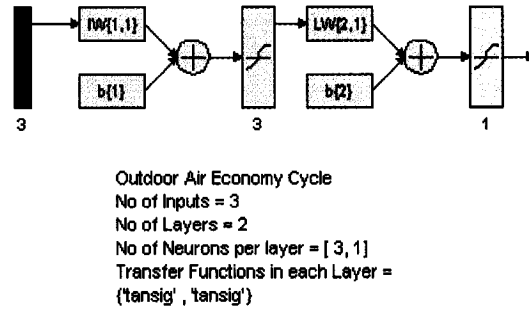 IW{1,1}
LW{2,1}
b{1}
b{2}
3
3
1
Outdoor Air Economy Cycle
No of Inputs = 3
No of Layers = 2
No of Neurons per layer = [ 3, 1]
Transfer Functions in each Layer =
{'tansig' , 'tansig'}